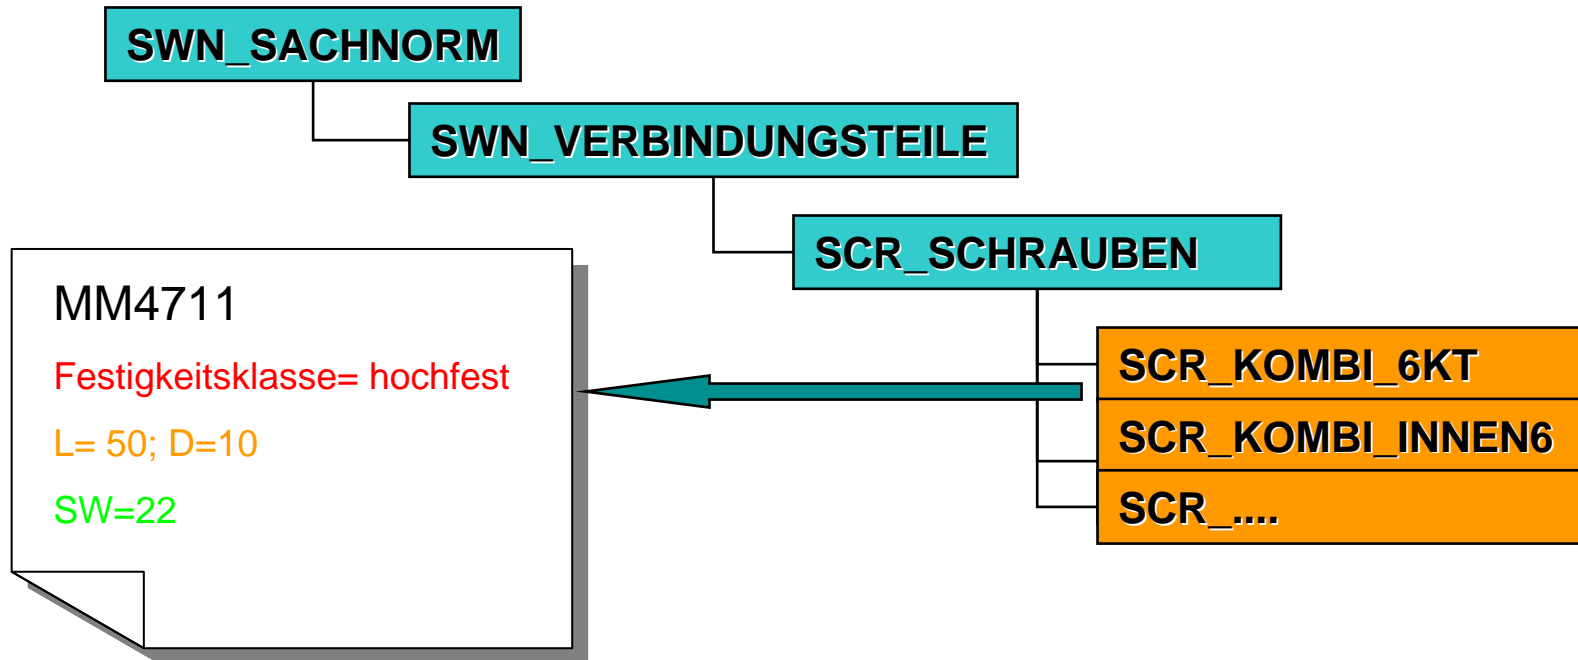 SWN_SACHNORM
SWN_VERBINDUNGSTEILE
SCR_SCHRAUBEN
SCR_KOMBI_6KT
SCR_KOMBI_INNEN6
SCR_....
MM4711
Festigkeitsklasse= hochfest
L= 50; D=10
SW=22